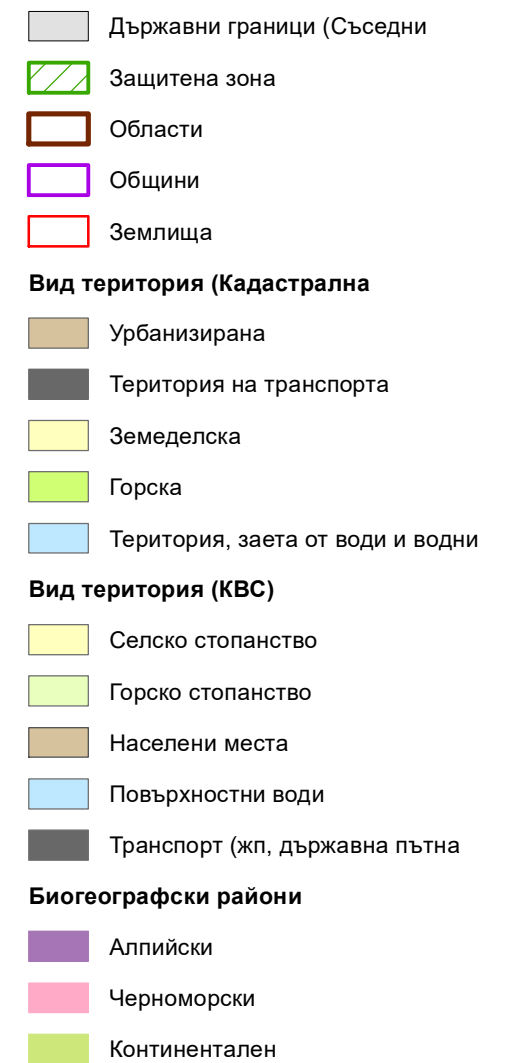 Държавни граници (Съседни
Защитена зона
Области
Общини
Землища
Вид територия (Кадастрална
Урбанизирана
Територия на транспорта
Земеделска
Горска
Територия, заета от води и водни
Вид територия (КВС)
Селско стопанство
Горско стопанство
Населени места
Повърхностни води
Транспорт (жп, държавна пътна
Биогеографски райони
Алпийски
Черноморски
Континентален